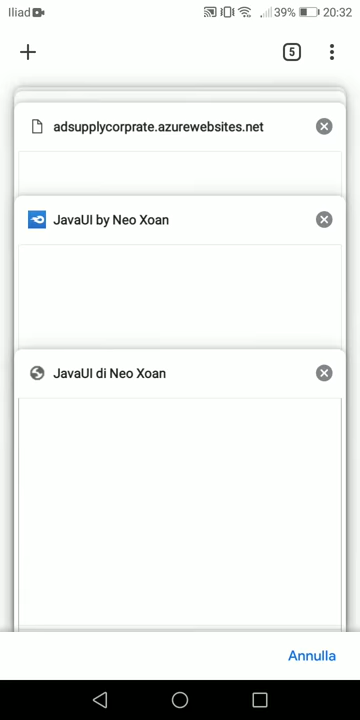 Iliad 39% 20:32
5
adsupplycorprate.azurewebsites.net
JavaUI by Neo Xoan
JavaUI di Neo Xoan
Annulla